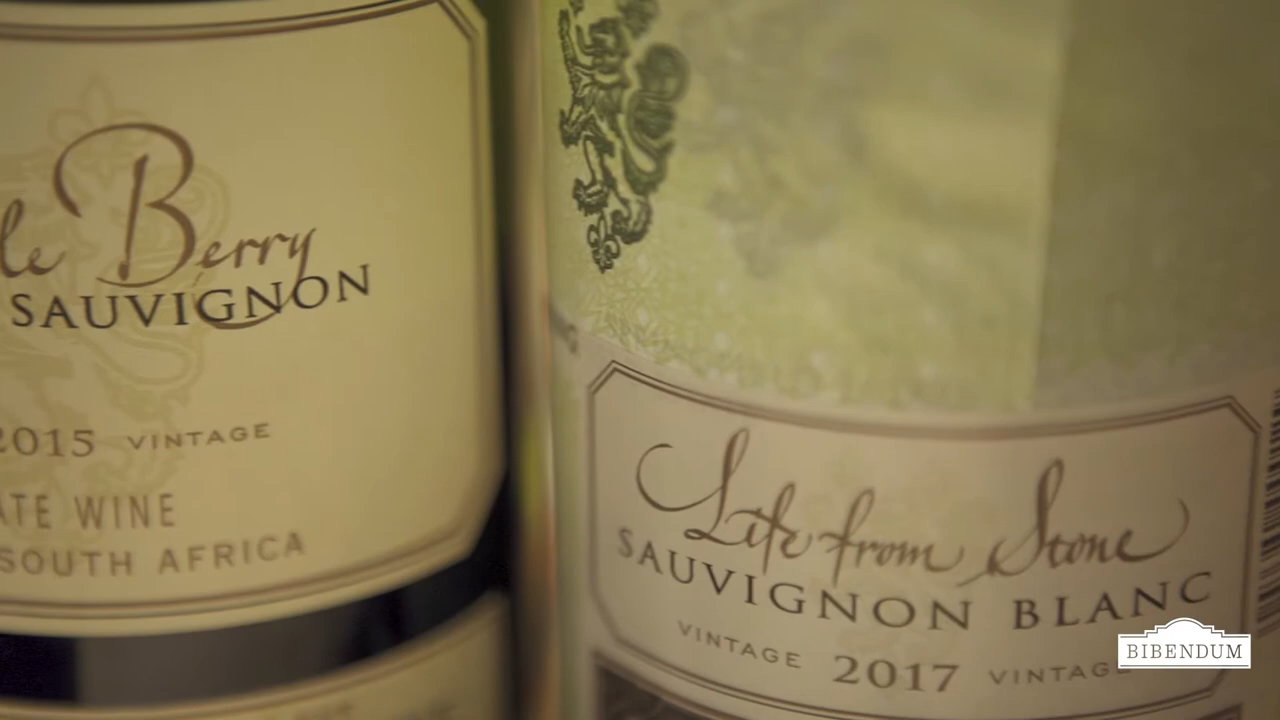 le Berry
SAUVIGNON
2015 VINTAGE
ATE WINE
SOUTH AFRICA
Life from Stone
SAUVIGNON BLANC
VINTAGE 2017 VINTAGE
BIBENDUM